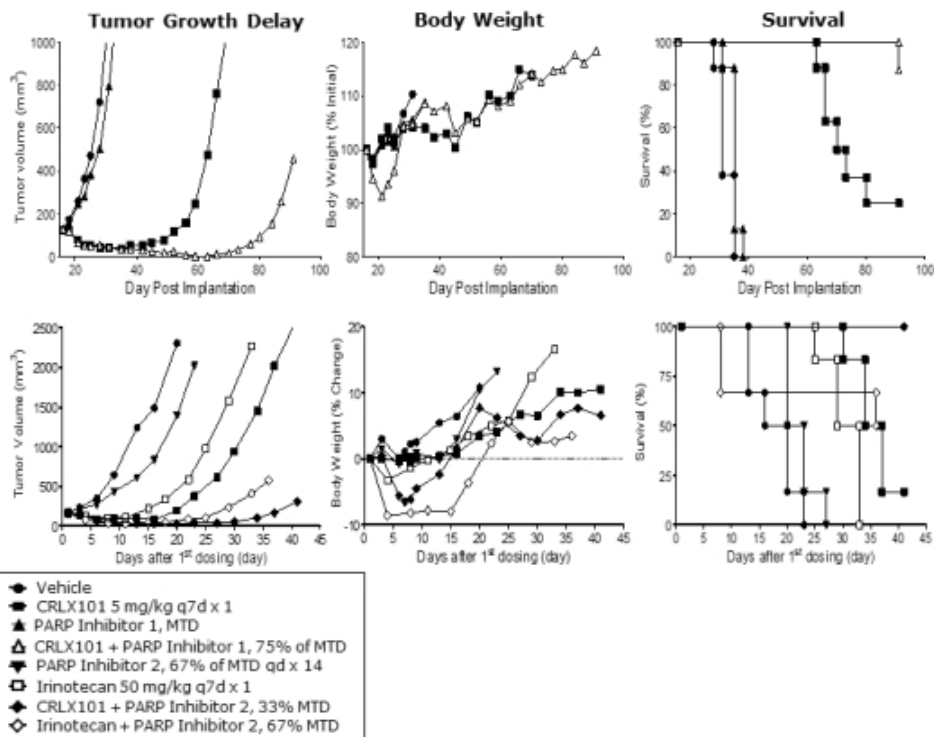 Tumor Growth Delay Body Weight Survival
1000
800
600
400
200
0
Tumor volume (mm³)
20 40 60 80 100
Day Post Implantation
120
110
100
90
80
Body Weight (% Initial)
20 40 60 80 100
Day Post Implantation
100
80
60
40
20
0
Survival (%)
20 40 60 80 100
Day Post Implantation
2500
2000
1500
1000
500
0
Tumor Volume (mm³)
0 5 10 15 20 25 30 35 40 45
Days after 1st dosing (day)
20
10
0
-10
Body Weight (% Change)
0 5 10 15 20 25 30 35 40 45
Days after 1st dosing (day)
100
75
50
25
0
Survival (%)
0 5 10 15 20 25 30 35 40 45
Days after 1st dosing (day)
Vehicle
CRLX101 5 mg/kg q7d x 1
PARP Inhibitor 1, MTD
CRLX101 + PARP Inhibitor 1, 75% of MTD
PARP Inhibitor 2, 67% of MTD qd x 14
Irinotecan 50 mg/kg q7d x 1
CRLX101 + PARP Inhibitor 2, 33% MTD
Irinotecan + PARP Inhibitor 2, 67% MTD